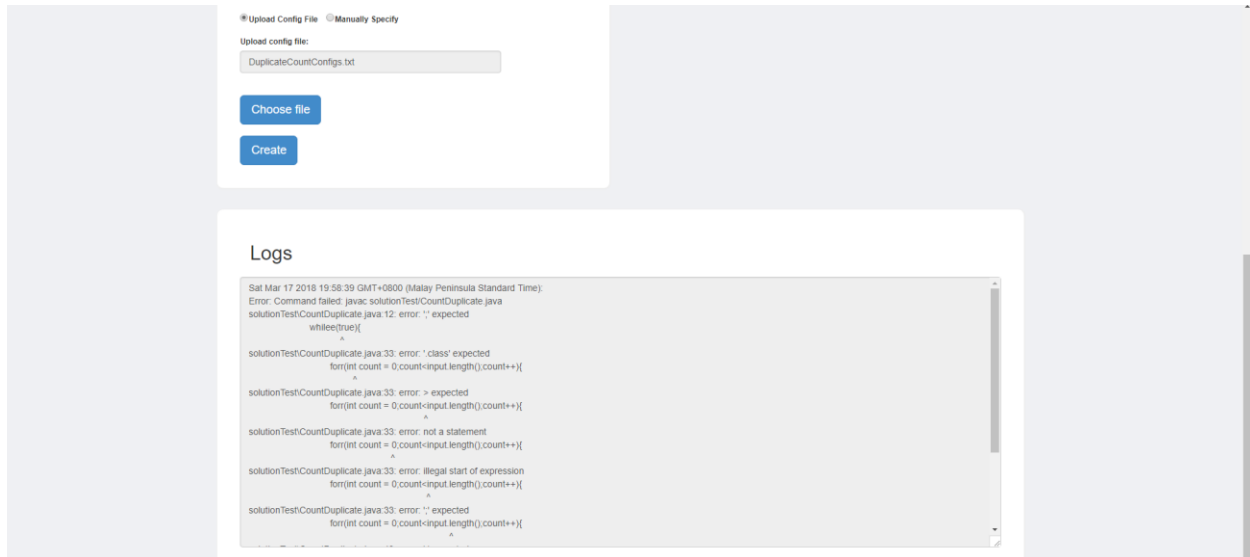 Upload Config File Manually Specify
Upload config file:
DuplicateCountConfigs.txt
Choose file
Create
Logs
Sat Mar 17 2018 19:58:39 GMT+0800 (Malay Peninsula Standard Time):
Error: Command failed: javac solutionTest/CountDuplicate.java
solutionTest\CountDuplicate.java:12: error: ';' expected
whilee(true){
^
solutionTest\CountDuplicate.java:33: error: '.class' expected
forr(int count = 0;count<input.length();count++){
^
solutionTest\CountDuplicate.java:33: error: > expected
forr(int count = 0;count<input.length();count++){
^
solutionTest\CountDuplicate.java:33: error: not a statement
forr(int count = 0;count<input.length();count++){
^
solutionTest\CountDuplicate.java:33: error: illegal start of expression
forr(int count = 0;count<input.length();count++){
^
solutionTest\CountDuplicate.java:33: error: ';' expected
forr(int count = 0;count<input.length();count++){
^